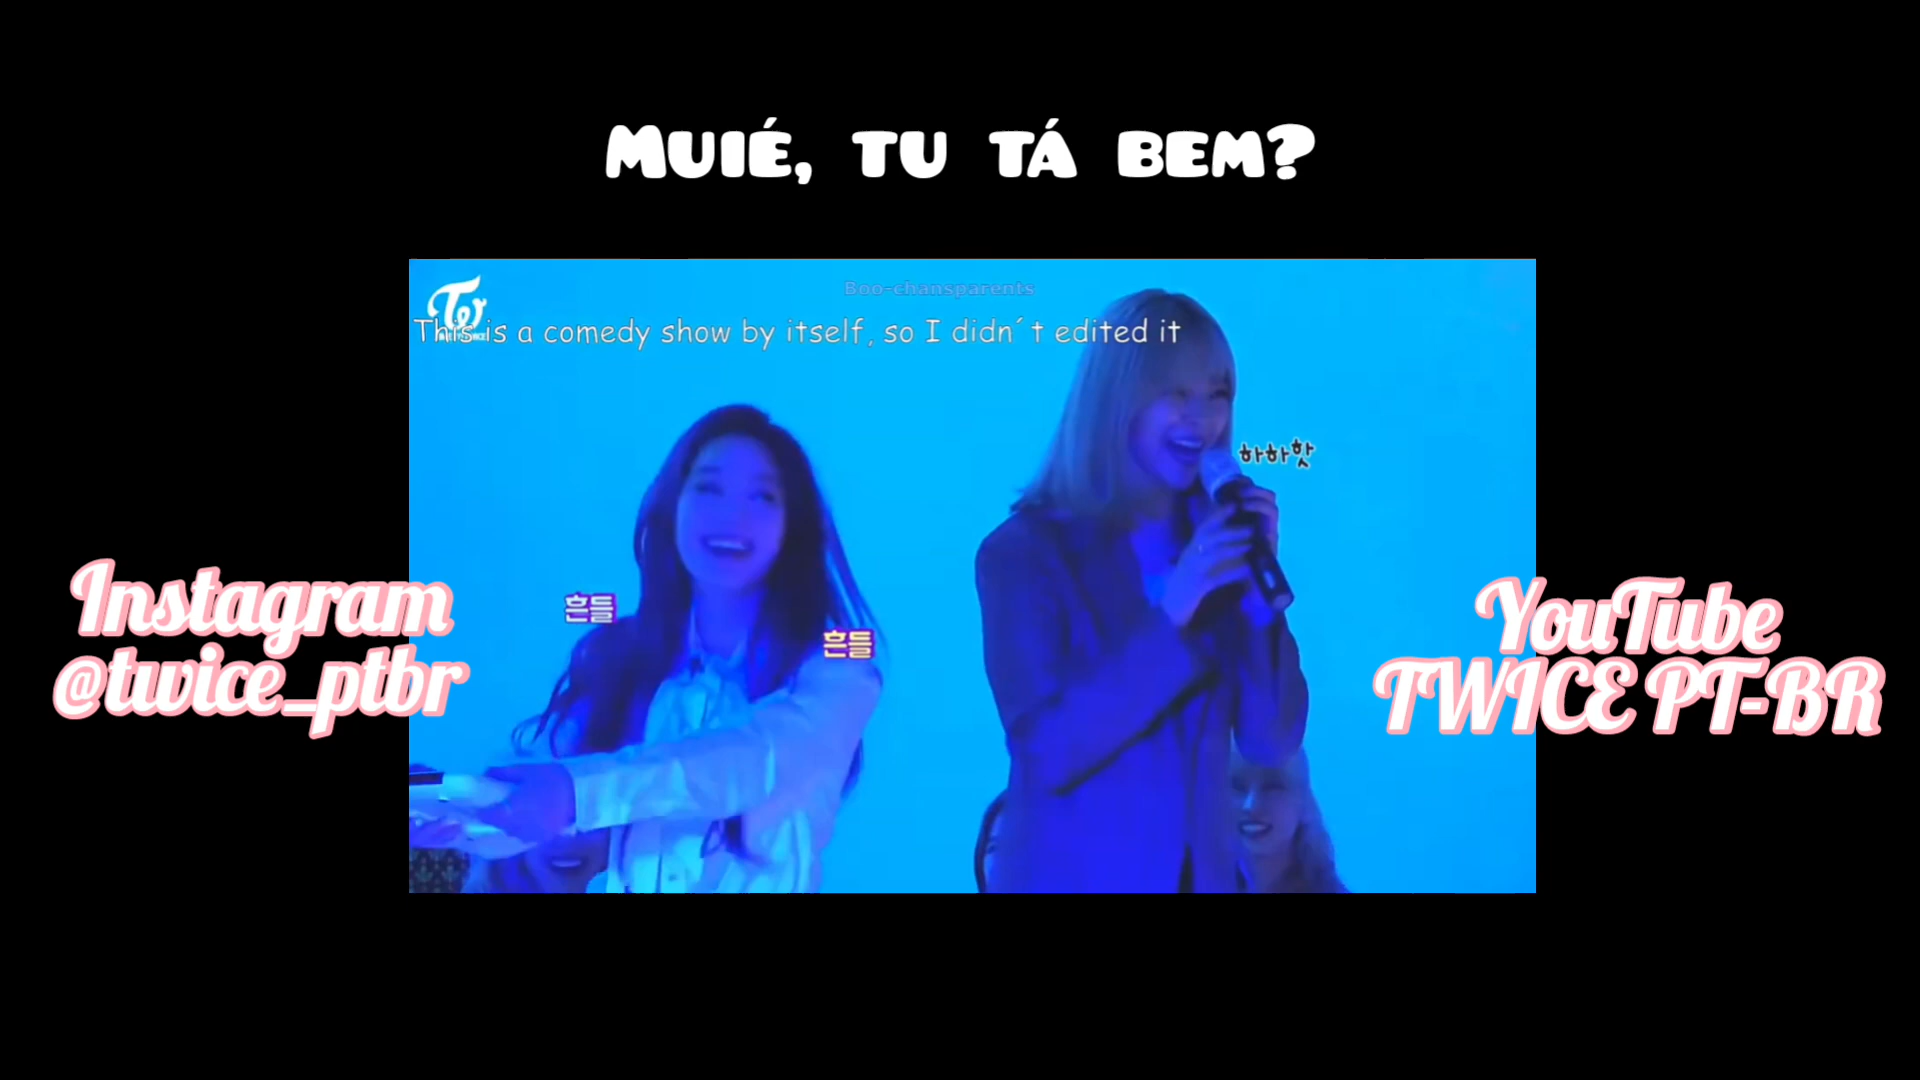 MUIÉ, TU TÁ BEM?
Boo-chansparents
This is a comedy show by itself, so I didn´t edited it
하하핫
흔들
흔들
Instagram
@twice_ptbr
YouTube
TWICE PT-BR